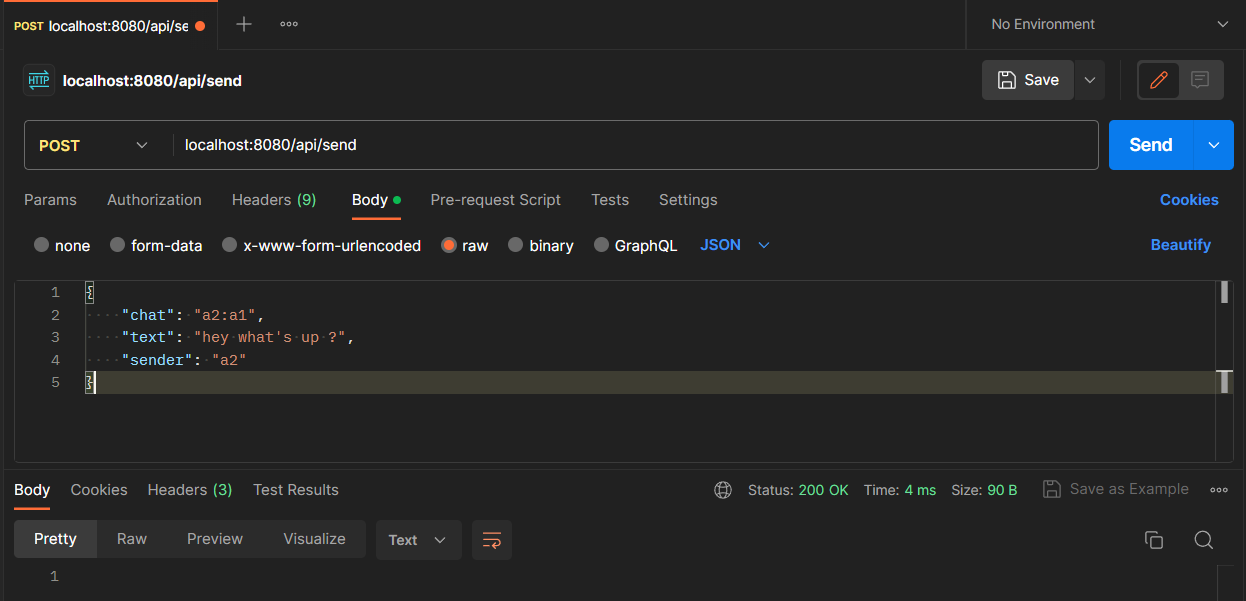 POST localhost:8080/api/se
No Environment
HTTP localhost:8080/api/send
Save
POST localhost:8080/api/send
Send
Params Authorization Headers (9) Body Pre-request Script Tests Settings Cookies
none form-data x-www-form-urlencoded raw binary GraphQL JSON Beautify
1 {
2 "chat": "a2:a1",
3 "text": "hey what's up ?",
4 "sender": "a2"
5 }
Body Cookies Headers (3) Test Results Status: 200 OK Time: 4 ms Size: 90 B Save as Example
Pretty Raw Preview Visualize Text
1